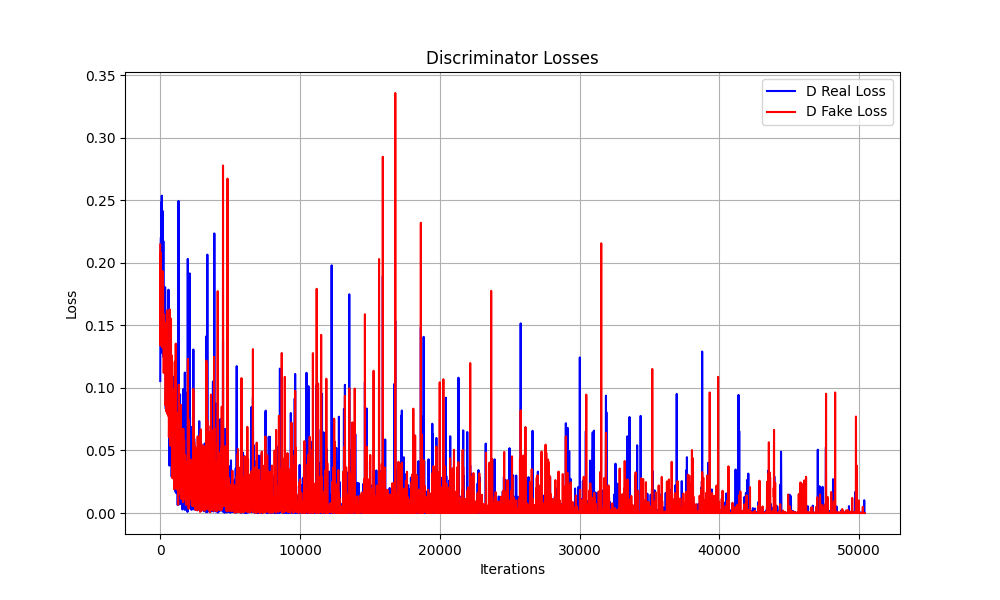 Discriminator Losses
D Real Loss
D Fake Loss
Loss
0.35
0.30
0.25
0.20
0.15
0.10
0.05
0.00
0 10000 20000 30000 40000 50000
Iterations